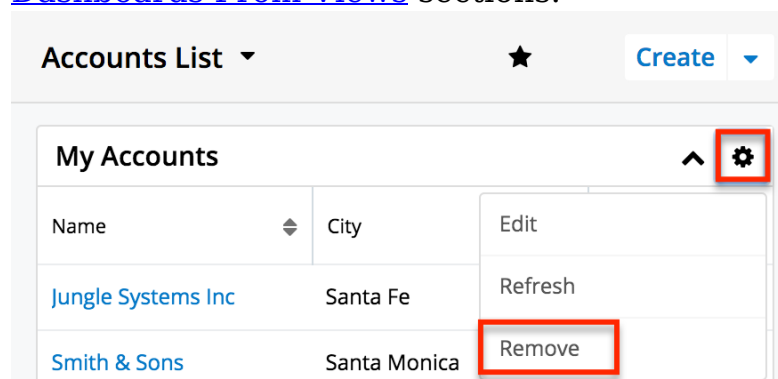 Dashboards From Views sections.
Accounts List Create
My Accounts
Name City Edit
Refresh
Jungle Systems Inc Santa Fe
Remove
Smith & Sons Santa Monica